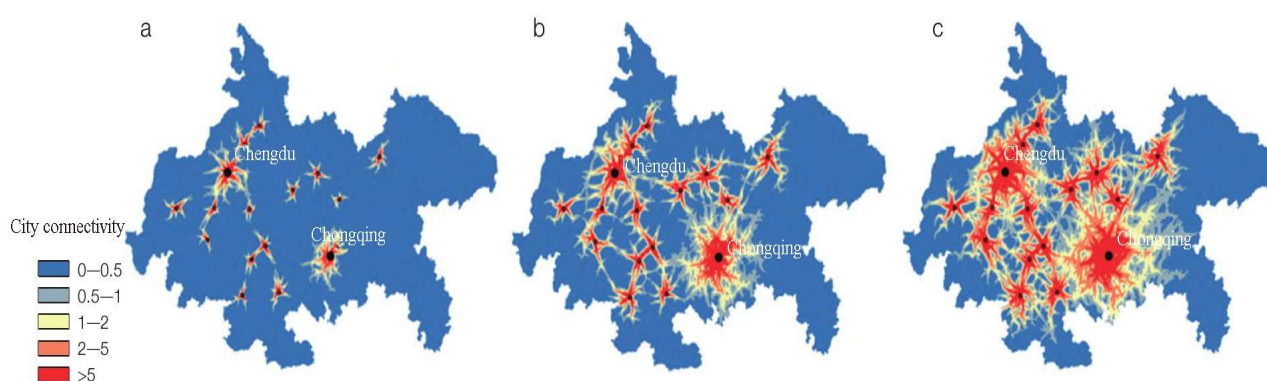 a
b
c
Chengdu
Chongqing
Chengdu
Chongqing
Chengdu
Chongqing
City connectivity
0—0.5
0.5—1
1—2
2—5
>5